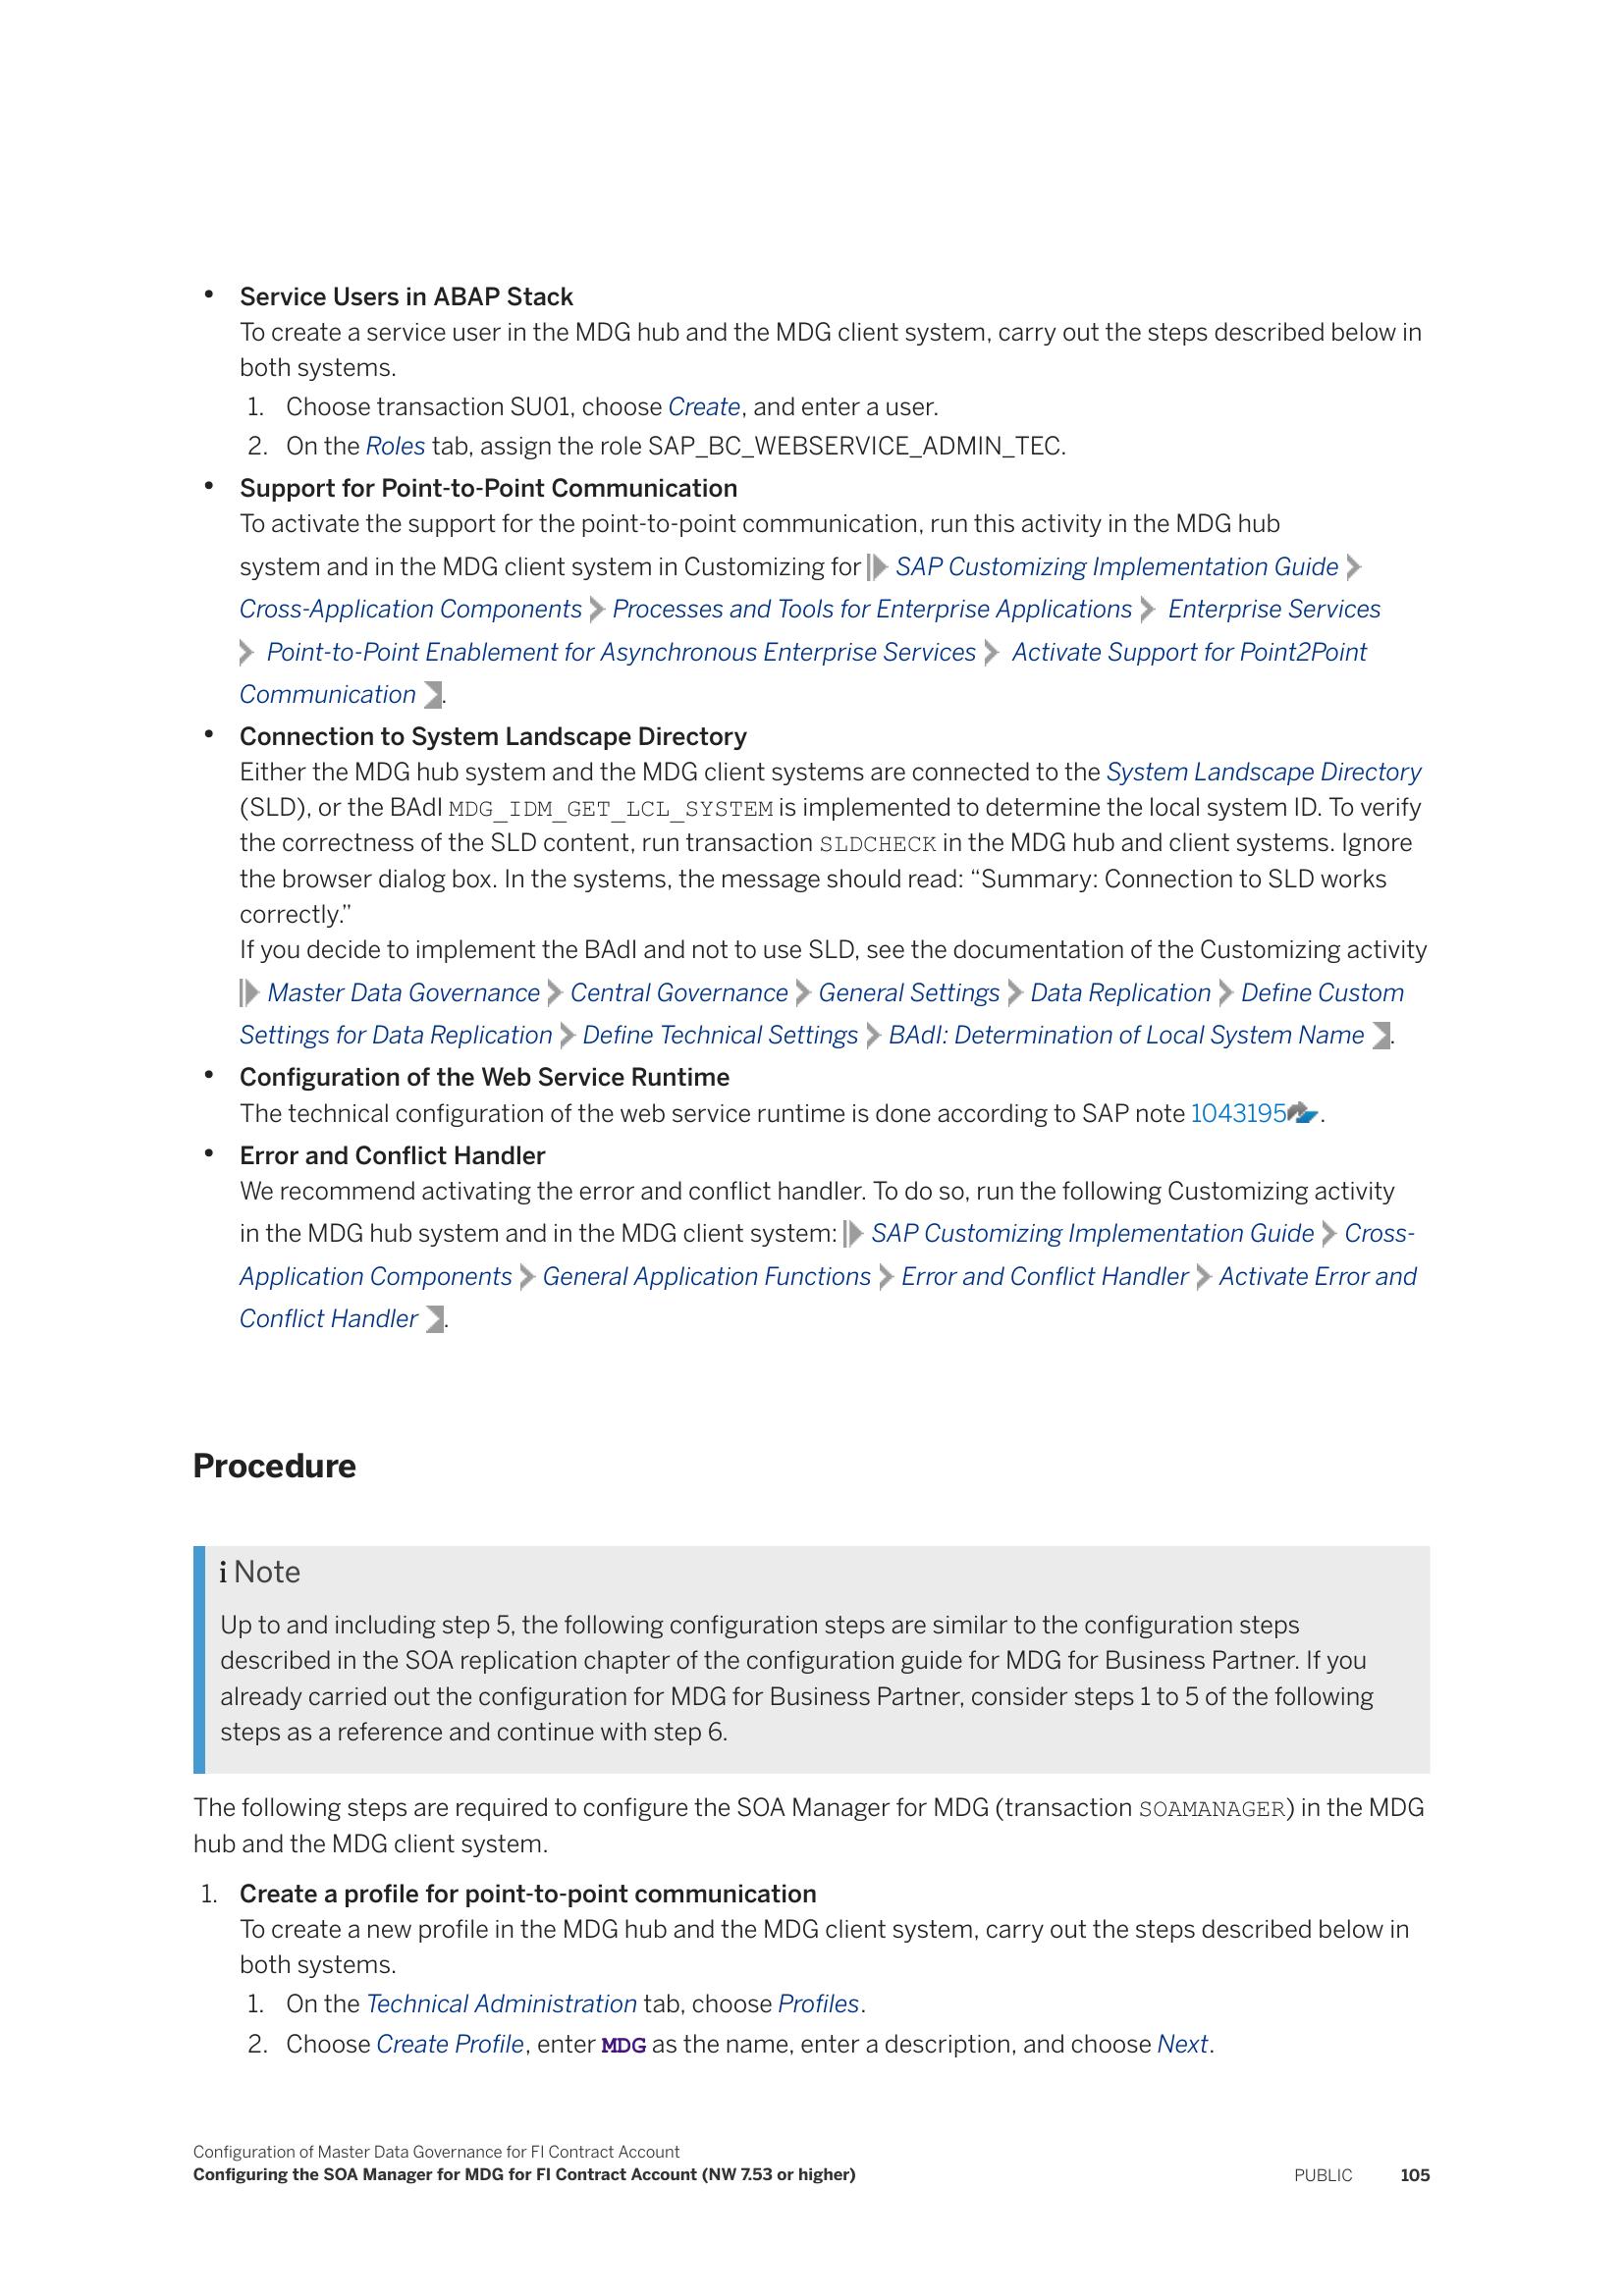 • Service Users in ABAP Stack
To create a service user in the MDG hub and the MDG client system, carry out the steps described below in
both systems.
1. Choose transaction SU01, choose Create, and enter a user.
2. On the Roles tab, assign the role SAP_BC_WEBSERVICE_ADMIN_TEC.
• Support for Point-to-Point Communication
To activate the support for the point-to-point communication, run this activity in the MDG hub
system and in the MDG client system in Customizing for SAP Customizing Implementation Guide
Cross-Application Components Processes and Tools for Enterprise Applications Enterprise Services
Point-to-Point Enablement for Asynchronous Enterprise Services Activate Support for Point2Point
Communication .
• Connection to System Landscape Directory
Either the MDG hub system and the MDG client systems are connected to the System Landscape Directory
(SLD), or the BAdI MDG_IDM_GET_LCL_SYSTEM is implemented to determine the local system ID. To verify
the correctness of the SLD content, run transaction SLDCHECK in the MDG hub and client systems. Ignore
the browser dialog box. In the systems, the message should read: “Summary: Connection to SLD works
correctly.”
If you decide to implement the BAdI and not to use SLD, see the documentation of the Customizing activity
Master Data Governance Central Governance General Settings Data Replication Define Custom
Settings for Data Replication Define Technical Settings BAdI: Determination of Local System Name .
• Configuration of the Web Service Runtime
The technical configuration of the web service runtime is done according to SAP note 1043195 .
• Error and Conflict Handler
We recommend activating the error and conflict handler. To do so, run the following Customizing activity
in the MDG hub system and in the MDG client system: SAP Customizing Implementation Guide Cross-
Application Components General Application Functions Error and Conflict Handler Activate Error and
Conflict Handler .
Procedure
i Note
Up to and including step 5, the following configuration steps are similar to the configuration steps
described in the SOA replication chapter of the configuration guide for MDG for Business Partner. If you
already carried out the configuration for MDG for Business Partner, consider steps 1 to 5 of the following
steps as a reference and continue with step 6.
The following steps are required to configure the SOA Manager for MDG (transaction SOAMANAGER) in the MDG
hub and the MDG client system.
1. Create a profile for point-to-point communication
To create a new profile in the MDG hub and the MDG client system, carry out the steps described below in
both systems.
1. On the Technical Administration tab, choose Profiles.
2. Choose Create Profile, enter MDG as the name, enter a description, and choose Next.
Configuration of Master Data Governance for FI Contract Account
Configuring the SOA Manager for MDG for FI Contract Account (NW 7.53 or higher) PUBLIC 105